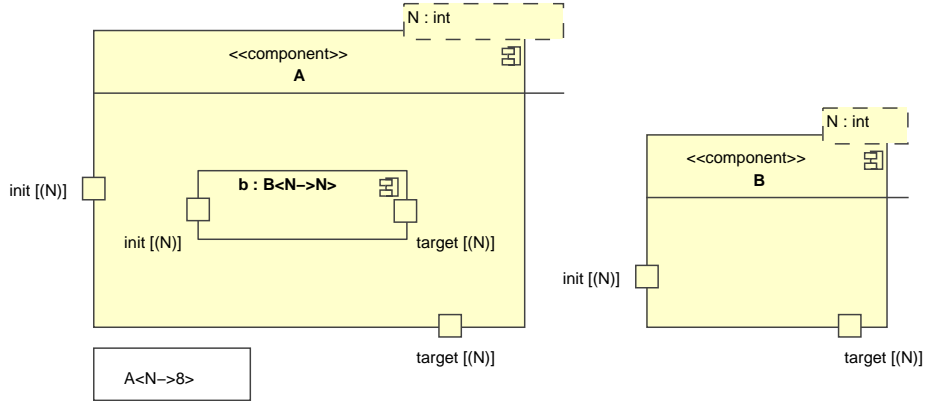 N : int
<<component>>
A
init [(N)]
b : B<N−>N>
init [(N)]
target [(N)]
target [(N)]
A<N−>8>
N : int
<<component>>
B
init [(N)]
target [(N)]